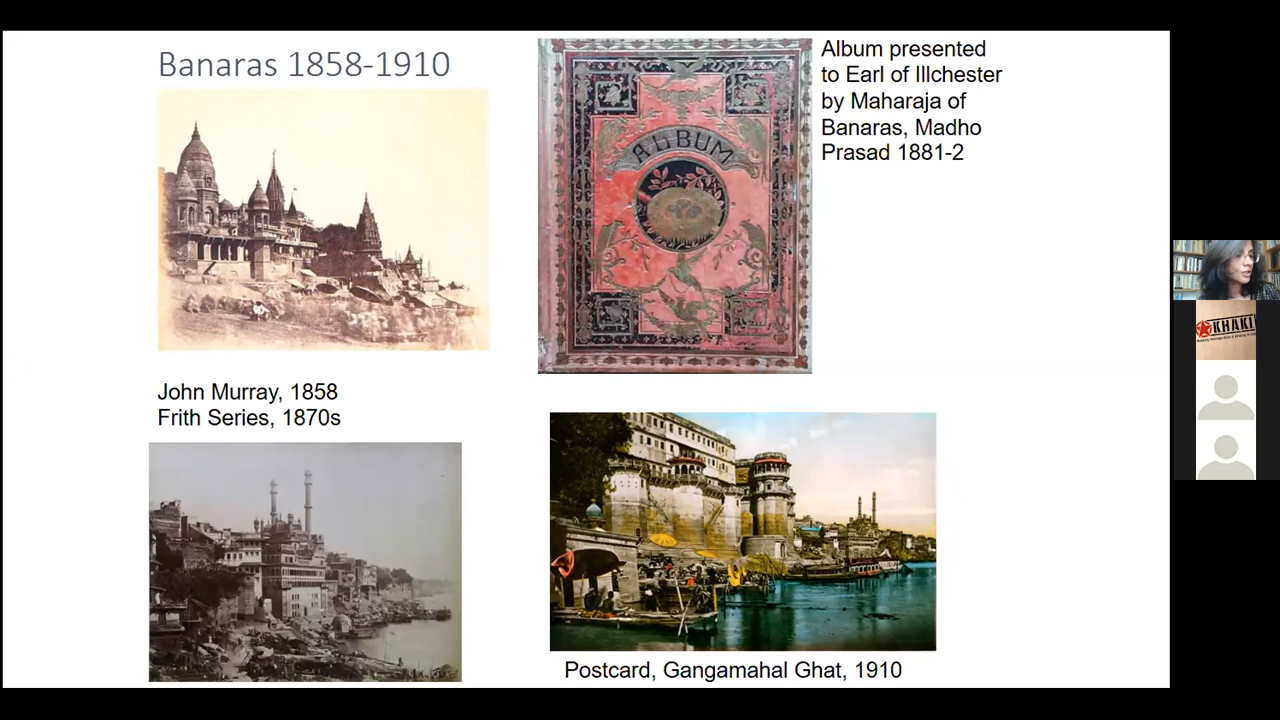 Banaras 1858-1910
Album presented
to Earl of Illchester
by Maharaja of
Banaras, Madho
Prasad 1881-2
ALBUM
John Murray, 1858
Frith Series, 1870s
Postcard, Gangamahal Ghat, 1910
KHAKI